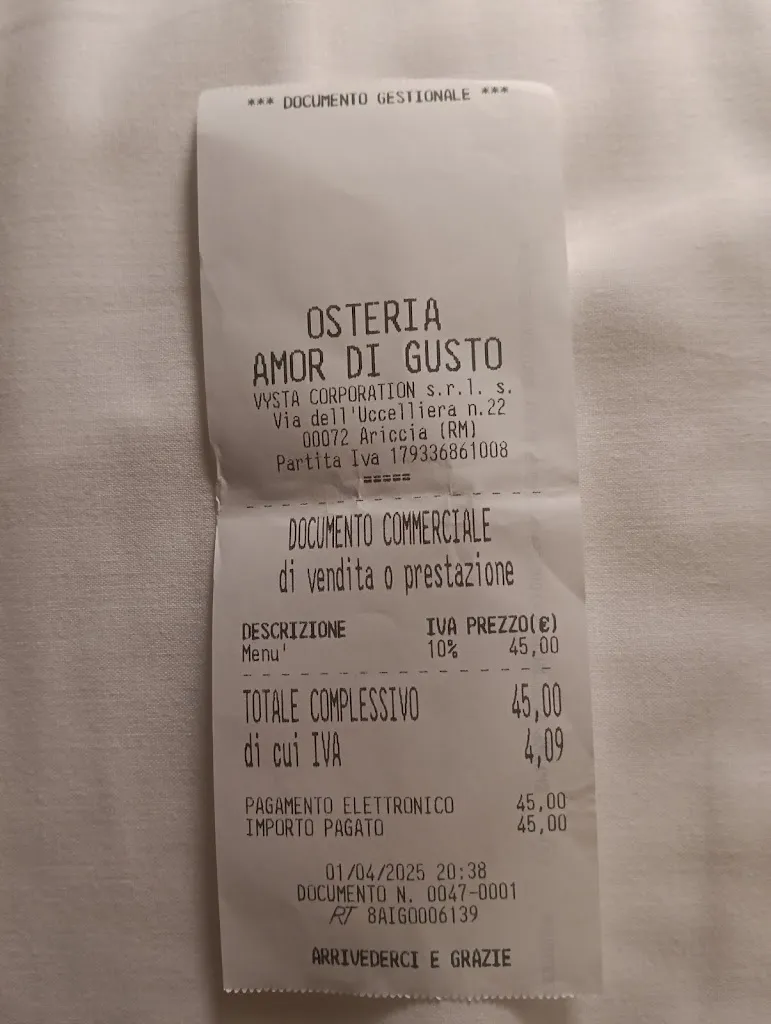 *** DOCUMENTO GESTIONALE ***
OSTERIA
AMOR DI GUSTO
VYSTA CORPORATION s.r.l. s.
Via dell'Uccelliera n.22
00072 Ariccia (RM)
Partita Iva 179336861008
=====
DOCUMENTO COMMERCIALE
di vendita o prestazione
DESCRIZIONE IVA PREZZO(€)
Menu' 10% 45,00
TOTALE COMPLESSIVO 45,00
di cui IVA 4,09
PAGAMENTO ELETTRONICO 45,00
IMPORTO PAGATO 45,00
01/04/2025 20:38
DOCUMENTO N. 0047-0001
RT 8AIG0006139
ARRIVEDERCI E GRAZIE